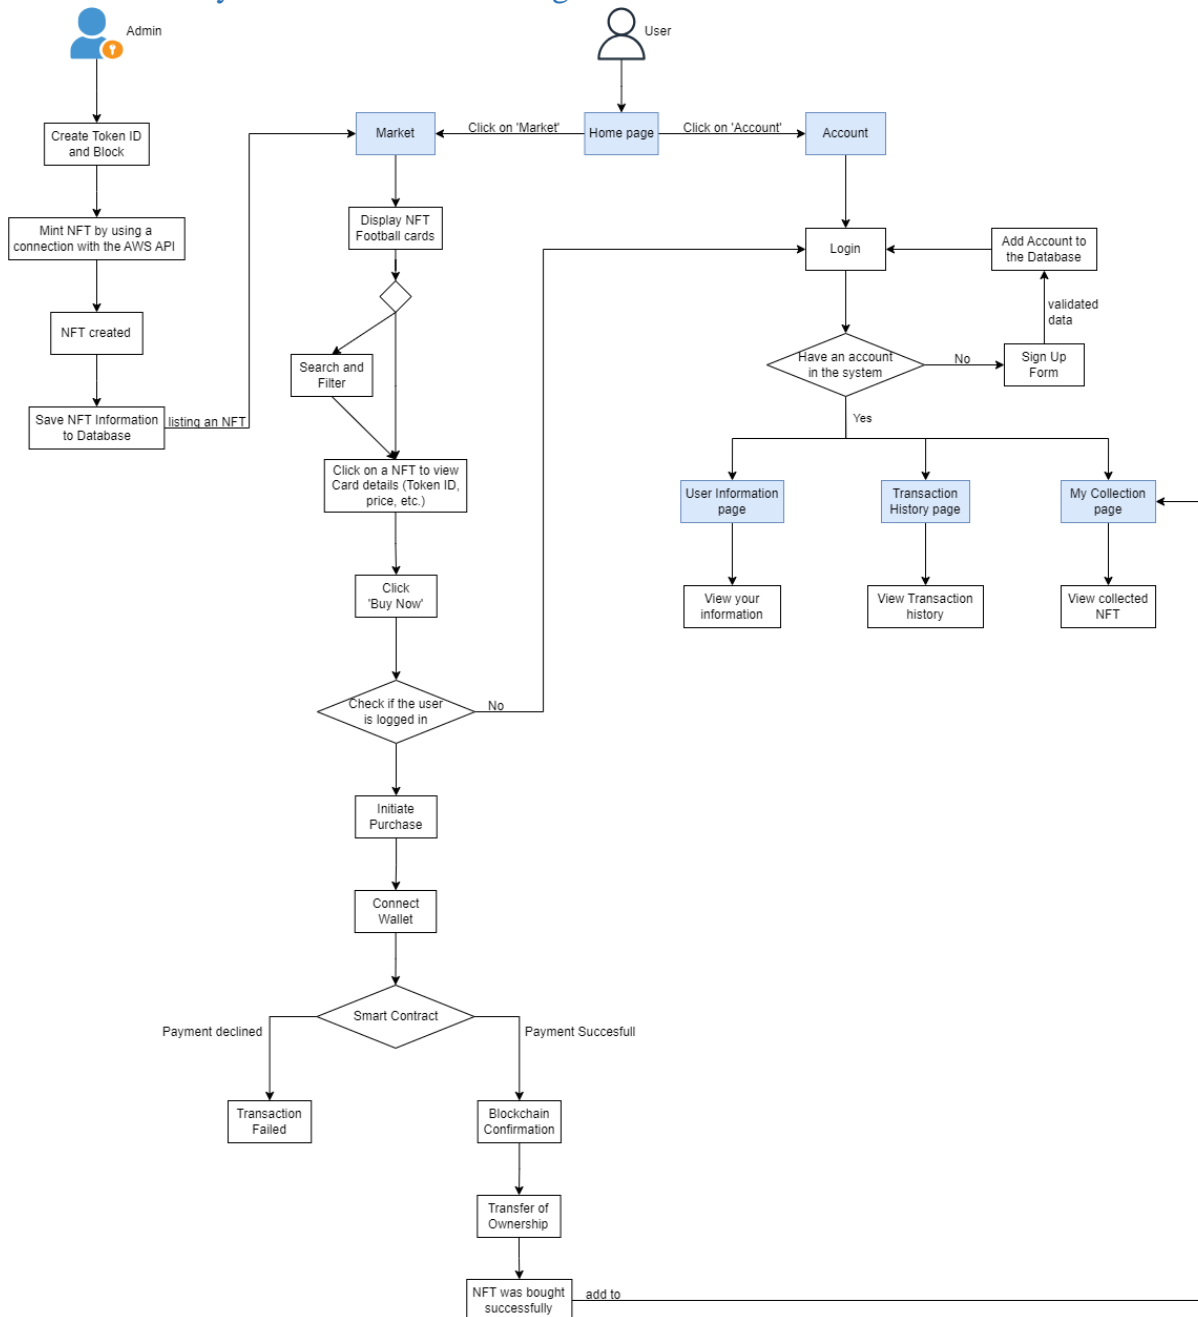 Admin
User
Create Token ID
and Block
Market
Click on 'Market'
Home page
Click on 'Account'
Account
Mint NFT by using a
connection with the AWS API
Display NFT
Football cards
Login
Add Account to
the Database
validated
data
NFT created
Search and
Filter
Have an account
in the system
No
Sign Up
Form
Save NFT Information
to Database
listing an NFT
Yes
Click on a NFT to view
Card details (Token ID,
price, etc.)
User Information
page
Transaction
History page
My Collection
page
Click
'Buy Now'
View your
information
View Transaction
history
View collected
NFT
Check if the user
is logged in
No
Initiate
Purchase
Connect
Wallet
Smart Contract
Payment declined
Payment Succesfull
Transaction
Failed
Blockchain
Confirmation
Transfer of
Ownership
NFT was bought
successfully
add to